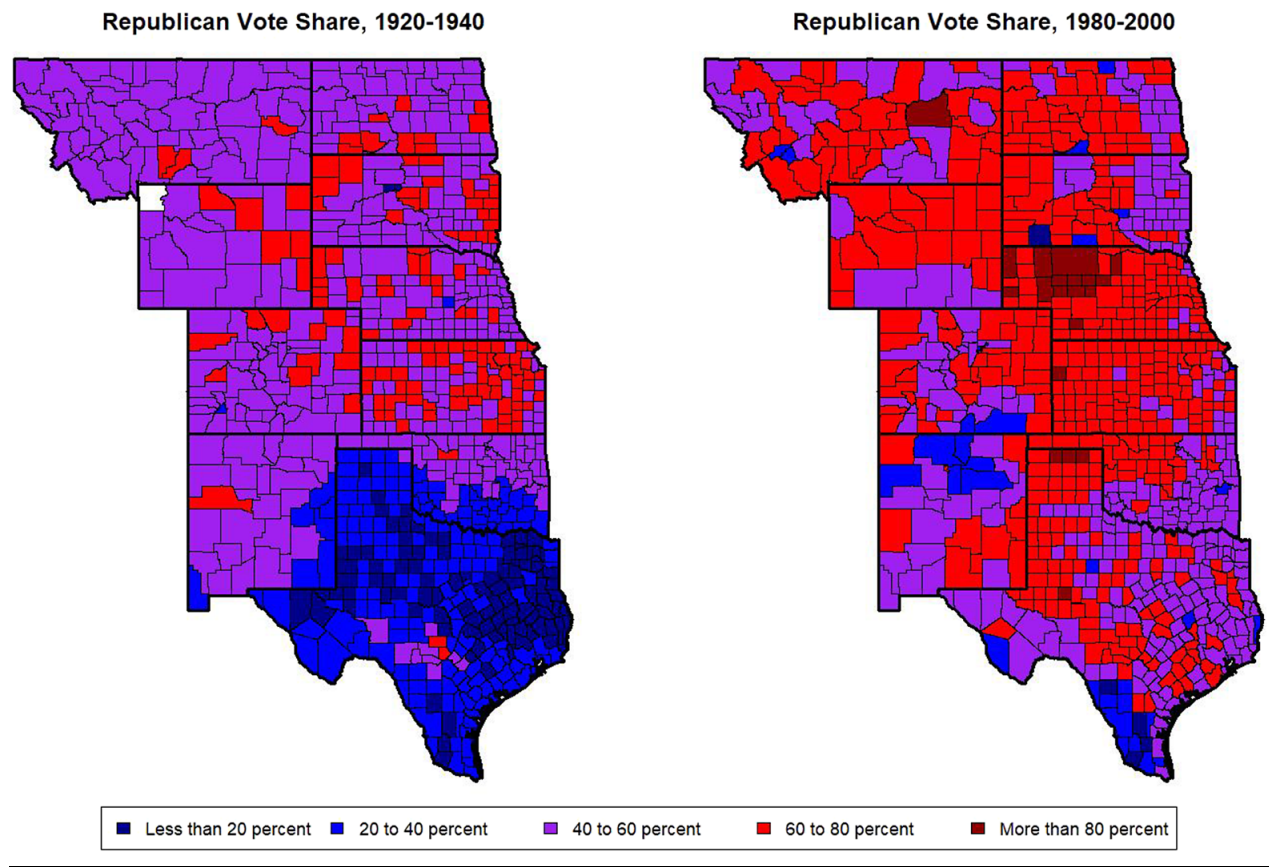 Republican Vote Share, 1920-1940
Republican Vote Share, 1980-2000
Less than 20 percent
20 to 40 percent
40 to 60 percent
60 to 80 percent
More than 80 percent